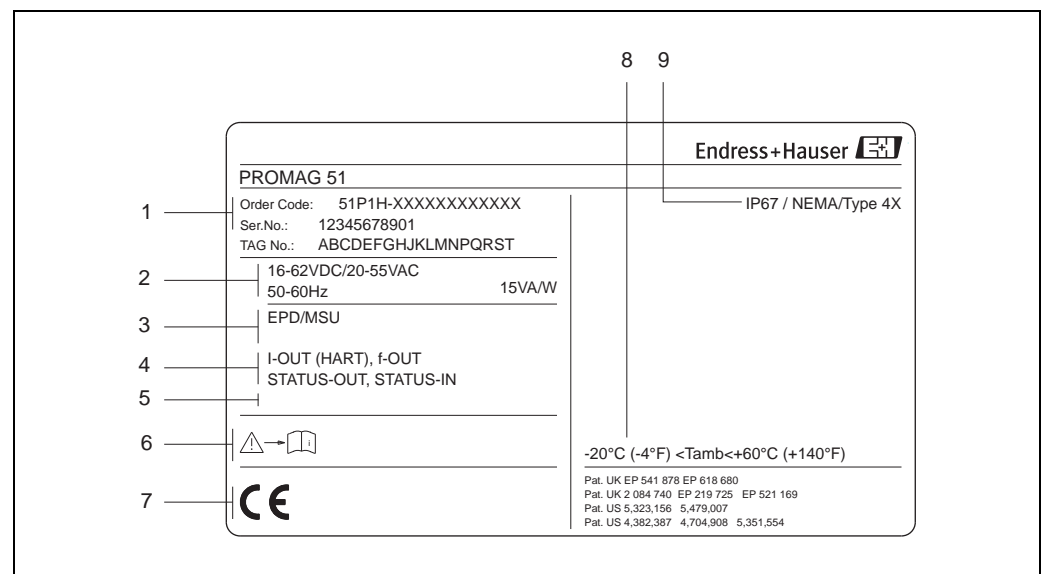 8 9
Endress+Hauser
PROMAG 51
1
Order Code: 51P1H-XXXXXXXXXXXX
Ser.No.: 12345678901
TAG No.: ABCDEFGHJKLMNPQRST
IP67 / NEMA/Type 4X
2
16-62VDC/20-55VAC
50-60Hz 15VA/W
3
EPD/MSU
4
I-OUT (HART), f-OUT
STATUS-OUT, STATUS-IN
5
6
i
-20°C (-4°F) <Tamb<+60°C (+140°F)
7
CE
Pat. UK EP 541 878 EP 618 680
Pat. UK 2 084 740 EP 219 725 EP 521 169
Pat. US 5,323,156 5,479,007
Pat. US 4,382,387 4,704,908 5,351,554